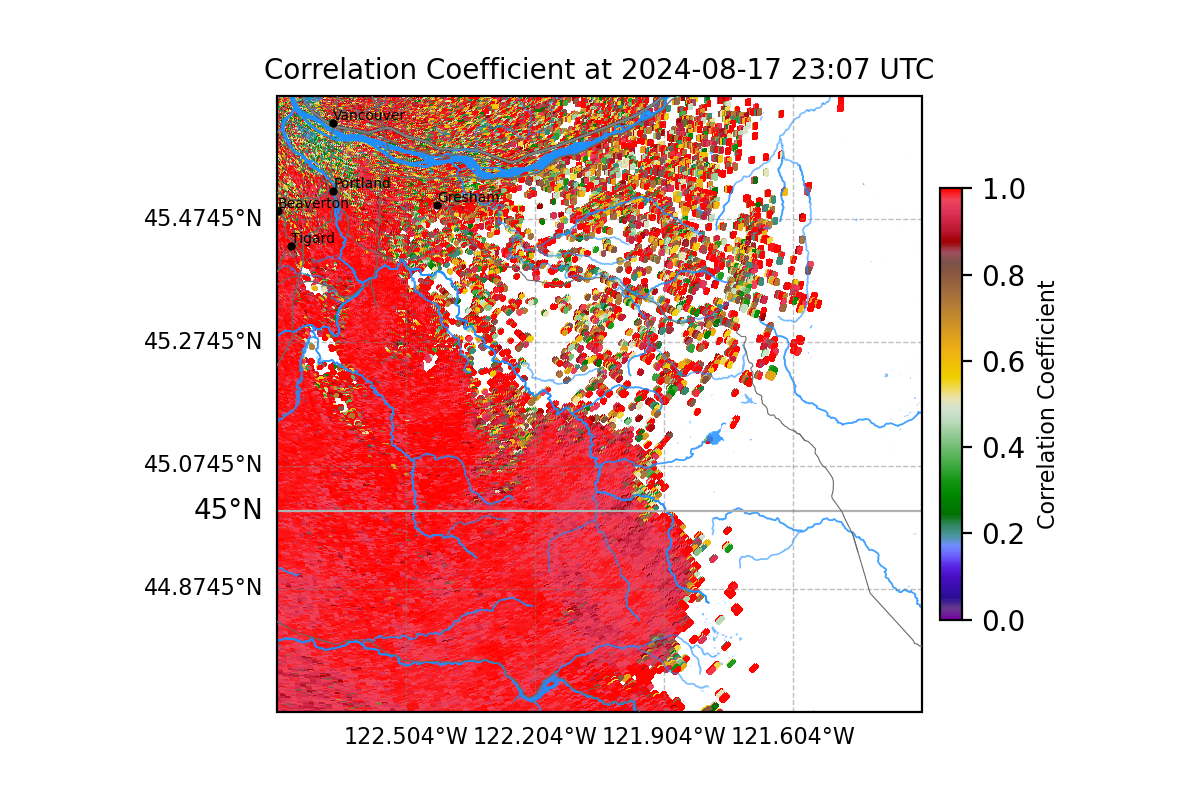 Correlation Coefficient at 2024-08-17 23:07 UTC
Vancouver
Portland
Gresham
Beaverton
Tigard
45.4745°N
45.2745°N
45.0745°N
45°N
44.8745°N
122.504°W 122.204°W 121.904°W 121.604°W
1.0
0.8
0.6
0.4
0.2
0.0
Correlation Coefficient